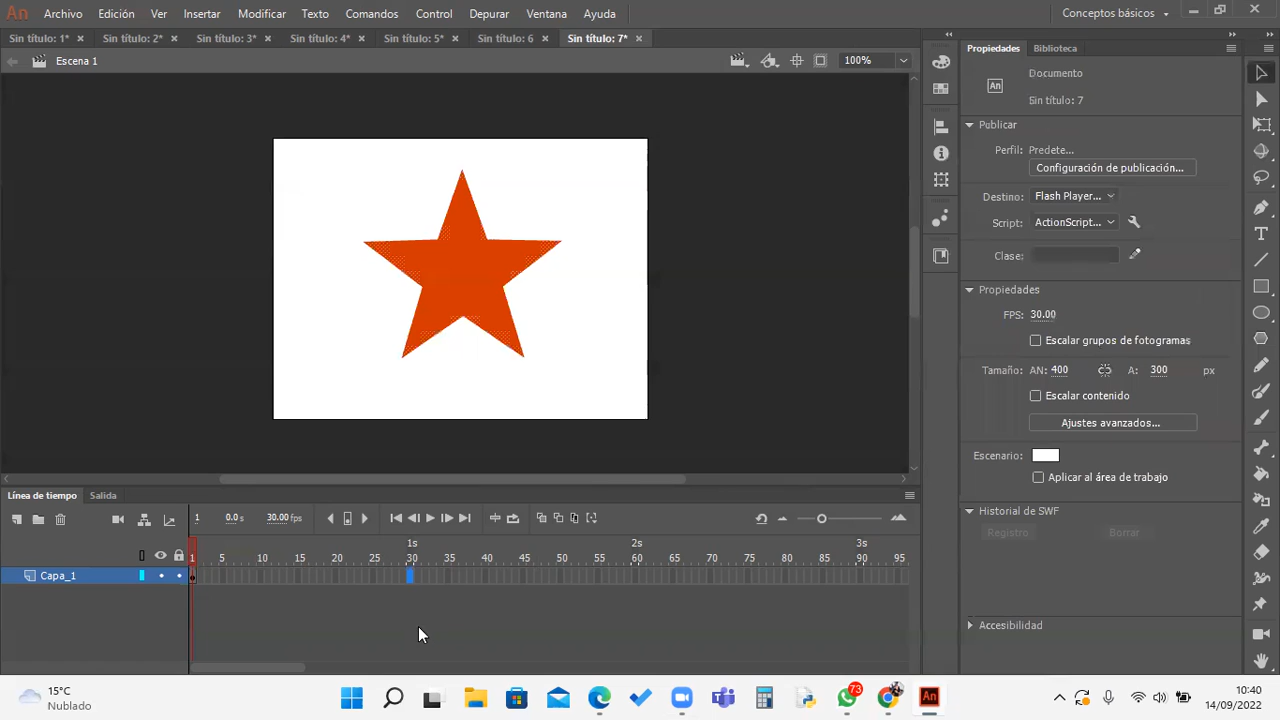 An Archivo Edición Ver Insertar Modificar Texto Comandos Control Depurar Ventana Ayuda Conceptos básicos
Sin título: 1* Sin título: 2* Sin título: 3* Sin título: 4* Sin título: 5* Sin título: 6 Sin título: 7*
Escena 1 100%
Propiedades Biblioteca
An Documento
Sin título: 7
Publicar
Perfil: Predete...
Configuración de publicación...
Destino: Flash Player...
Script: ActionScript...
Clase:
Propiedades
FPS: 30.00
Escalar grupos de fotogramas
Tamaño: AN: 400 A: 300 px
Escalar contenido
Ajustes avanzados...
Escenario:
Aplicar al área de trabajo
Historial de SWF
Registro Borrar
Accesibilidad
Línea de tiempo Salida
1 0.0 s 30.00 fps
1s 2s 3s
1 5 10 15 20 25 30 35 40 45 50 55 60 65 70 75 80 85 90 95
Capa_1
15°C
Nublado
73
An
10:40
14/09/2022